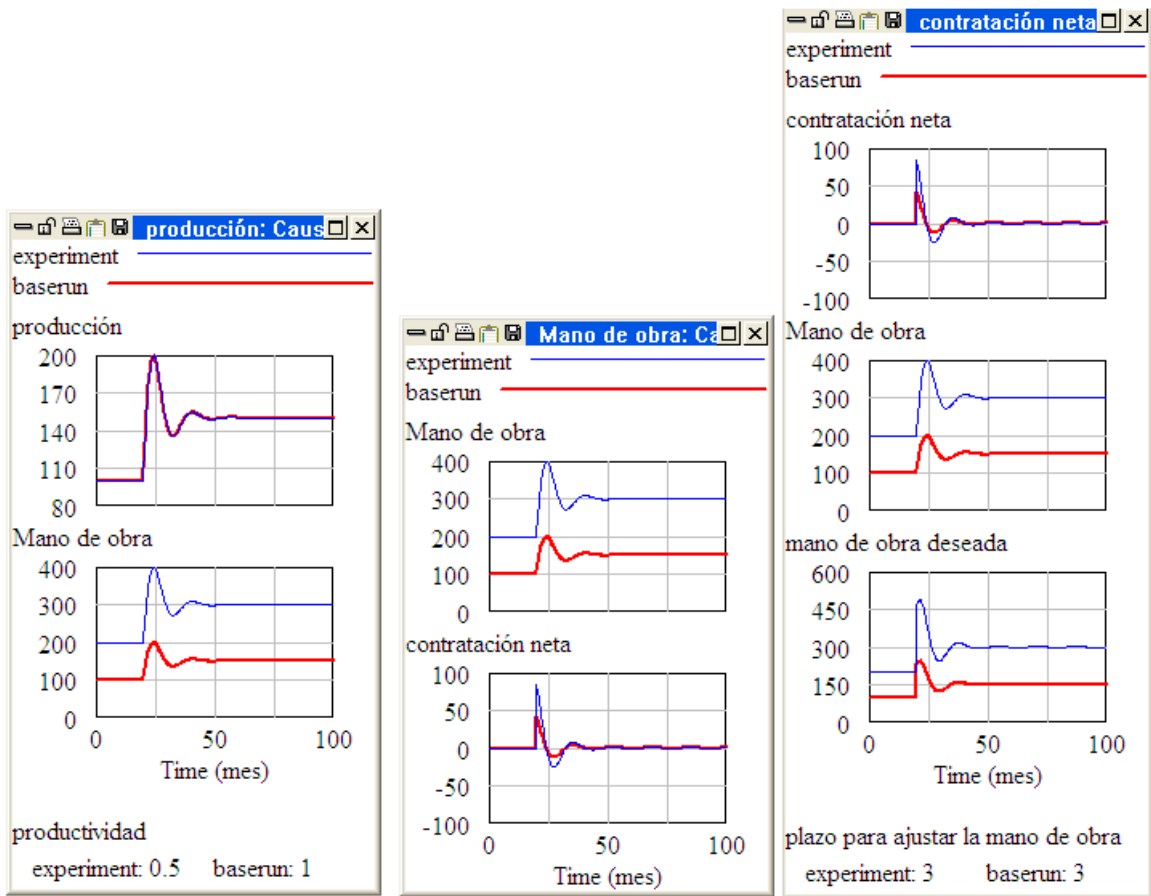 producción: Caus
experiment
baserun
producción
200
170
140
110
80
Mano de obra
400
300
200
100
0
0 50 100
Time (mes)
productividad
experiment: 0.5 baserun: 1
Mano de obra: Ca
experiment
baserun
Mano de obra
400
300
200
100
0
contratación neta
100
50
0
-50
-100
0 50 100
Time (mes)
contratación neta
experiment
baserun
contratación neta
100
50
0
-50
-100
Mano de obra
400
300
200
100
0
mano de obra deseada
600
450
300
150
0
0 50 100
Time (mes)
plazo para ajustar la mano de obra
experiment: 3 baserun: 3